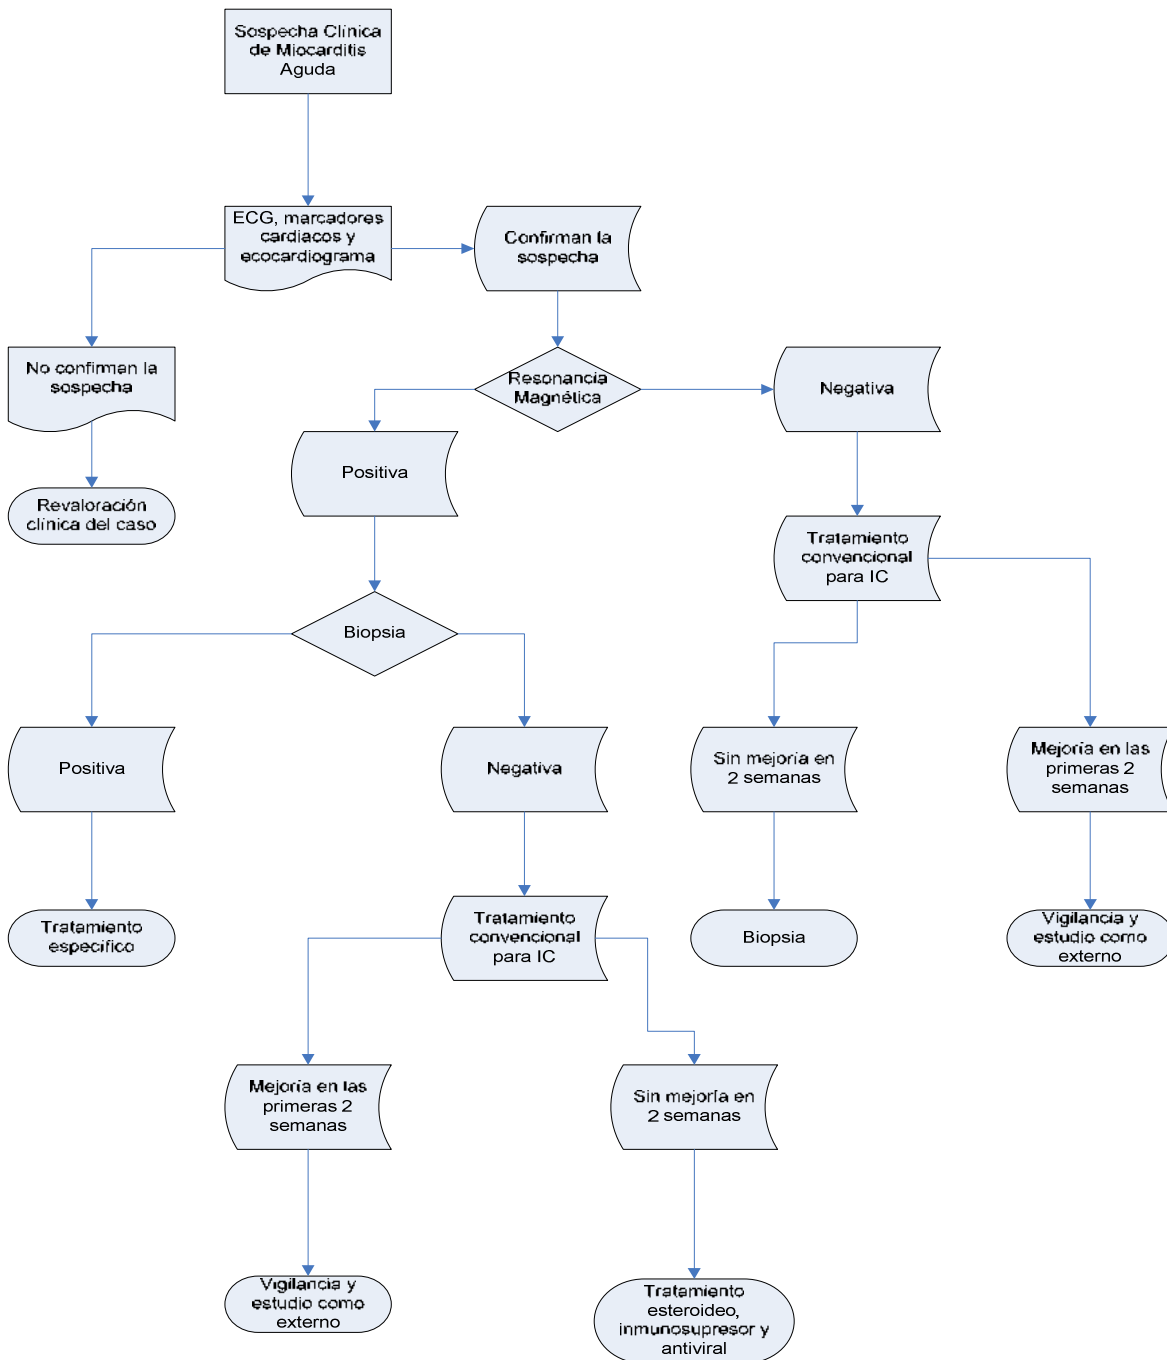 Sospecha Clínica
de Miocarditis
Aguda
ECG, marcadores
cardiacos y
ecocardiograma
Confirman la
sospecha
No confirman la
sospecha
Resonancia
Magnética
Negativa
Positiva
Revaloración
clínica del caso
Tratamiento
convencional
para IC
Biopsia
Positiva
Negativa
Sin mejoría en
2 semanas
Mejoría en las
primeras 2
semanas
Tratamiento
específico
Tratamiento
convencional
para IC
Biopsia
Vigilancia y
estudio como
externo
Mejoría en las
primeras 2
semanas
Sin mejoría en
2 semanas
Vigilancia y
estudio como
externo
Tratamiento
esteroideo,
inmunosupresor y
antiviral